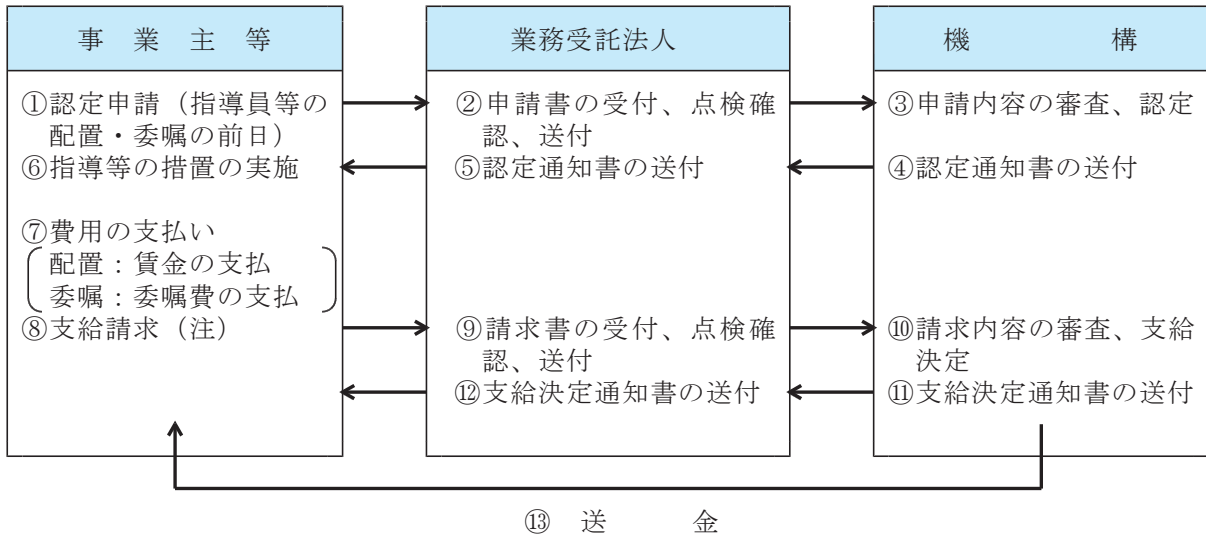 事業主等
業務受託法人
機構
①認定申請（指導員等の
配置・委嘱の前日）
②申請書の受付、点検確
認、送付
③申請内容の審査、認定
⑥指導等の措置の実施
⑤認定通知書の送付
④認定通知書の送付
⑦費用の支払い
配置：賃金の支払
委嘱：委嘱費の支払
⑧支給請求（注）
⑨請求書の受付、点検確
認、送付
⑩請求内容の審査、支給
決定
⑫支給決定通知書の送付
⑪支給決定通知書の送付
⑬ 送 金